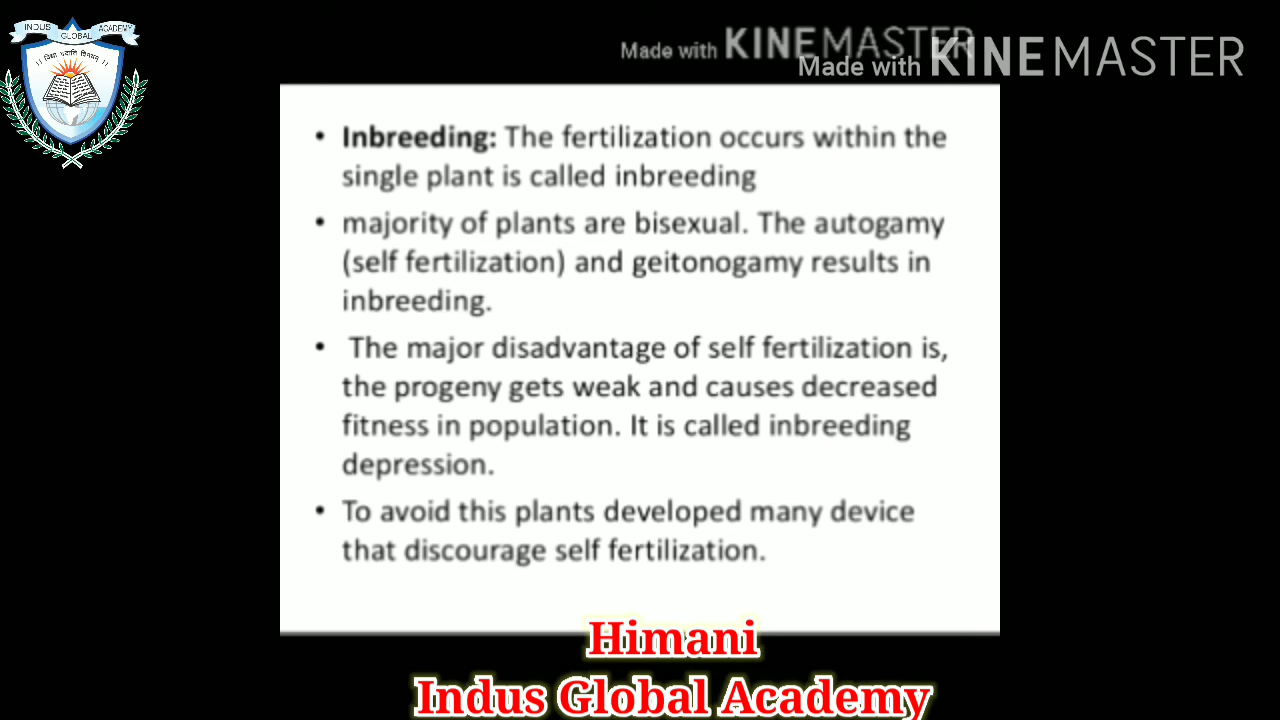 INDUS GLOBAL ACADEMY
Made with KINEMASTER
Made with KINEMASTER
• Inbreeding: The fertilization occurs within the
single plant is called inbreeding
• majority of plants are bisexual. The autogamy
(self fertilization) and geitonogamy results in
inbreeding.
• The major disadvantage of self fertilization is,
the progeny gets weak and causes decreased
fitness in population. It is called inbreeding
depression.
• To avoid this plants developed many device
that discourage self fertilization.
Himani
Indus Global Academy